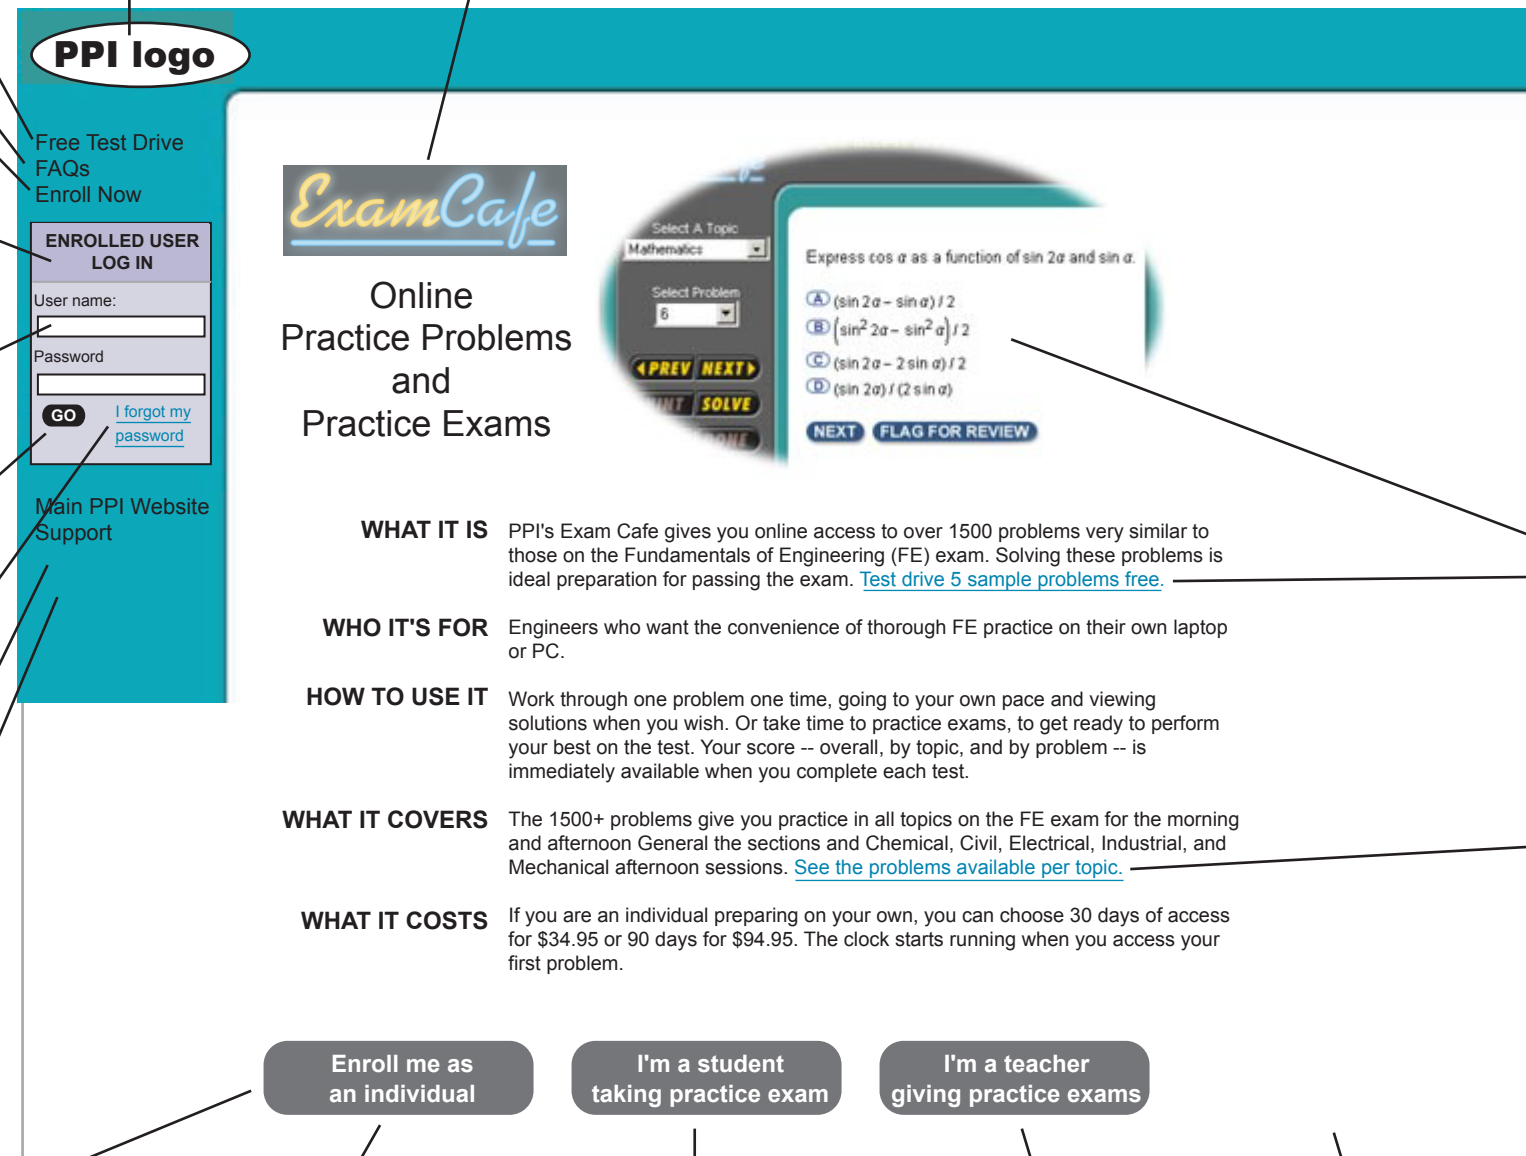 PPI logo
Free Test Drive
FAQs
Enroll Now
ENROLLED USER
LOG IN
User name:
Password
GO
I forgot my
password
Main PPI Website
Support
ExamCafe
Online
Practice Problems
and
Practice Exams
Select A Topic
Mathematics
Select Problem
6
PREV NEXT
SOLVE
Express cos α as a function of sin 2α and sin α.
A (sin 2α – sin α) / 2
B (sin² 2α – sin² α) / 2
C (sin 2α – 2 sin α) / 2
D (sin 2α) / (2 sin α)
NEXT FLAG FOR REVIEW
WHAT IT IS
PPI's Exam Cafe gives you online access to over 1500 problems very similar to
those on the Fundamentals of Engineering (FE) exam. Solving these problems is
ideal preparation for passing the exam. Test drive 5 sample problems free.
WHO IT'S FOR
Engineers who want the convenience of thorough FE practice on their own laptop
or PC.
HOW TO USE IT
Work through one problem one time, going to your own pace and viewing
solutions when you wish. Or take time to practice exams, to get ready to perform
your best on the test. Your score -- overall, by topic, and by problem -- is
immediately available when you complete each test.
WHAT IT COVERS
The 1500+ problems give you practice in all topics on the FE exam for the morning
and afternoon General the sections and Chemical, Civil, Electrical, Industrial, and
Mechanical afternoon sessions. See the problems available per topic.
WHAT IT COSTS
If you are an individual preparing on your own, you can choose 30 days of access
for $34.95 or 90 days for $94.95. The clock starts running when you access your
first problem.
Enroll me as
an individual
I'm a student
taking practice exam
I'm a teacher
giving practice exams